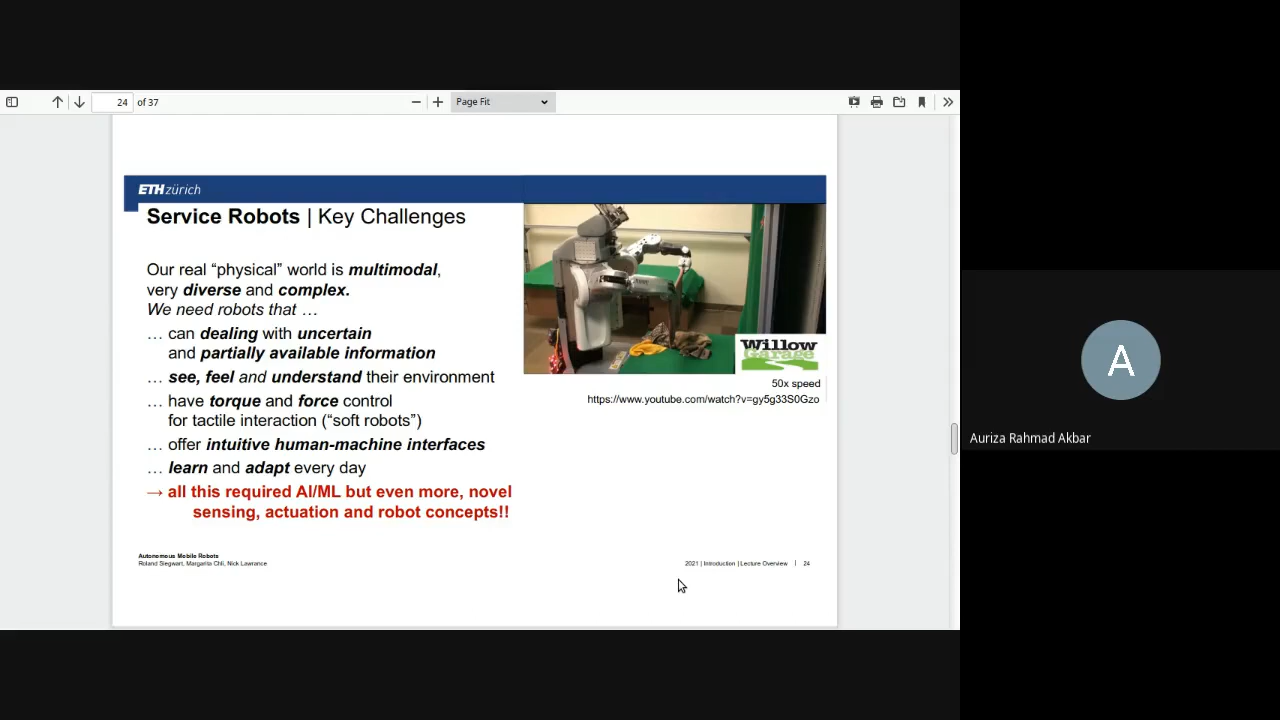 24 of 37
Page Fit
ETH zürich
Service Robots | Key Challenges
Our real “physical” world is multimodal,
very diverse and complex.
We need robots that …
… can dealing with uncertain
and partially available information
… see, feel and understand their environment
… have torque and force control
for tactile interaction (“soft robots”)
… offer intuitive human-machine interfaces
… learn and adapt every day
→ all this required AI/ML but even more, novel
sensing, actuation and robot concepts!!
Willow
Garage
50x speed
https://www.youtube.com/watch?v=gy5g33S0Gzo
Autonomous Mobile Robots
Roland Siegwart, Margarita Chli, Nick Lawrance
2021 | Introduction | Lecture Overview | 24
A
Auriza Rahmad Akbar